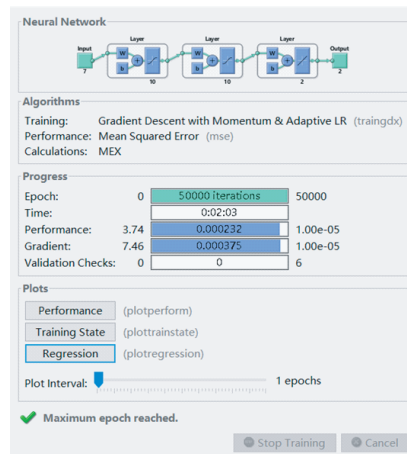 Neural Network
Layer Layer Layer
Input Output
W W W
b b b
7 2
10 10 2
Algorithms
Training: Gradient Descent with Momentum & Adaptive LR (traingdx)
Performance: Mean Squared Error (mse)
Calculations: MEX
Progress
Epoch: 0 50000 iterations 50000
Time: 0:02:03
Performance: 3.74 0.000232 1.00e-05
Gradient: 7.46 0.000375 1.00e-05
Validation Checks: 0 0 6
Plots
Performance (plotperform)
Training State (plottrainstate)
Regression (plotregression)
Plot Interval: 1 epochs
Maximum epoch reached.
Stop Training Cancel